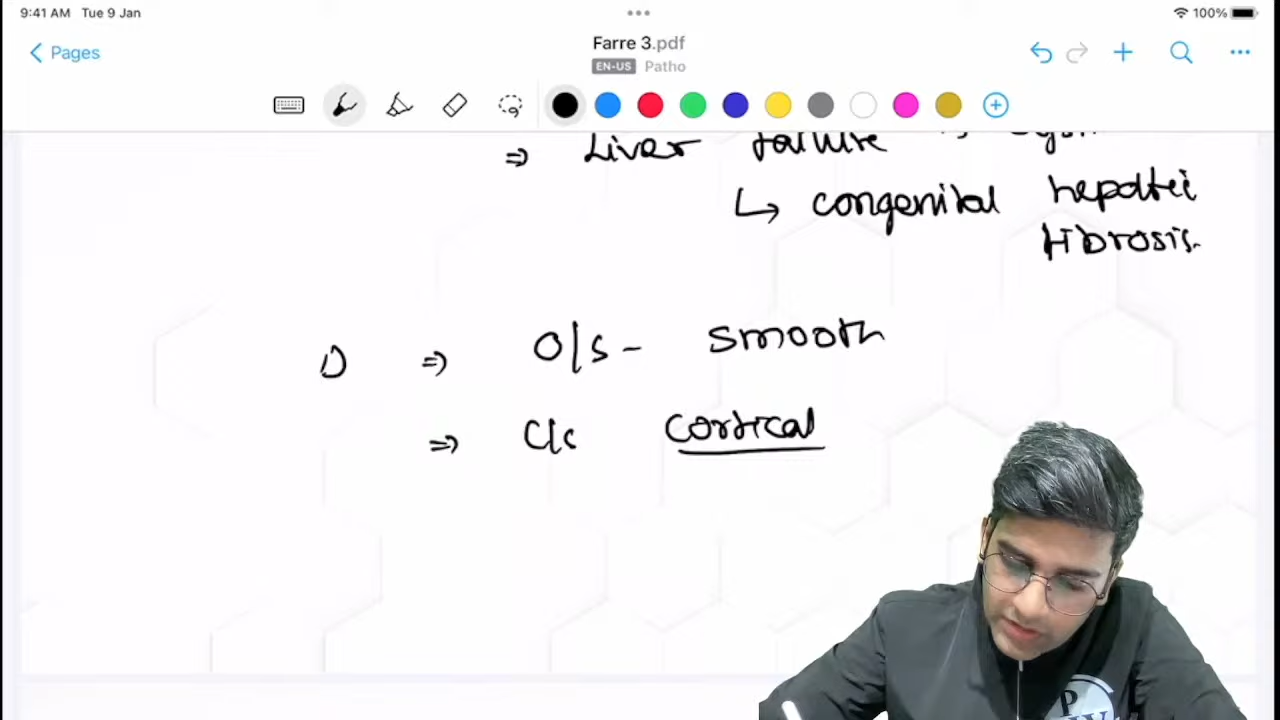 9:41 AM Tue 9 Jan
100%
Pages
Farre 3.pdf
EN-US Patho
⇒ Liver failure
↳ congenital hepatic
fibrosis.
D ⇒ O/S - smooth
⇒ C/S cortical
P